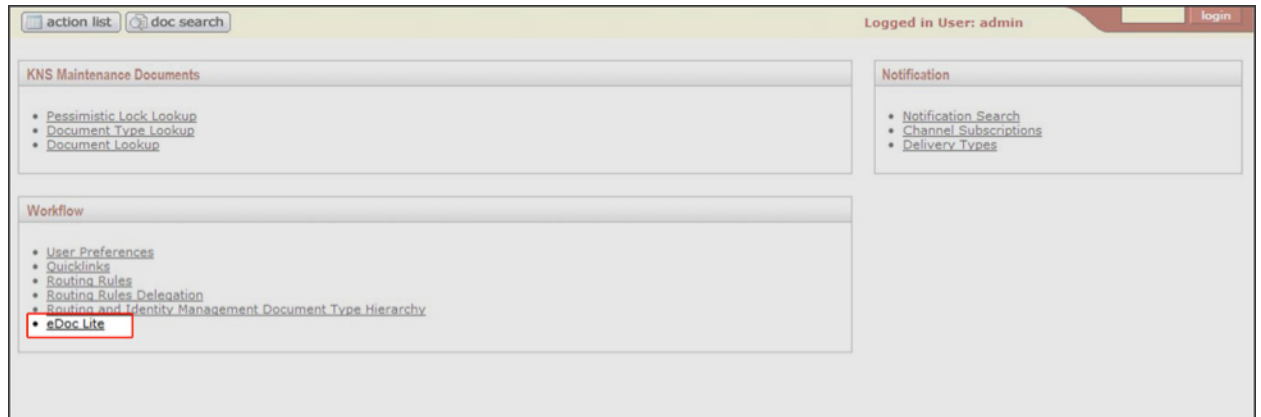 action list doc search Logged in User: admin login
KNS Maintenance Documents
Pessimistic Lock Lookup
Document Type Lookup
Document Lookup
Notification
Notification Search
Channel Subscriptions
Delivery Types
Workflow
User Preferences
Quicklinks
Routing Rules
Routing Rules Delegation
Routing and Identity Management Document Type Hierarchy
eDoc Lite